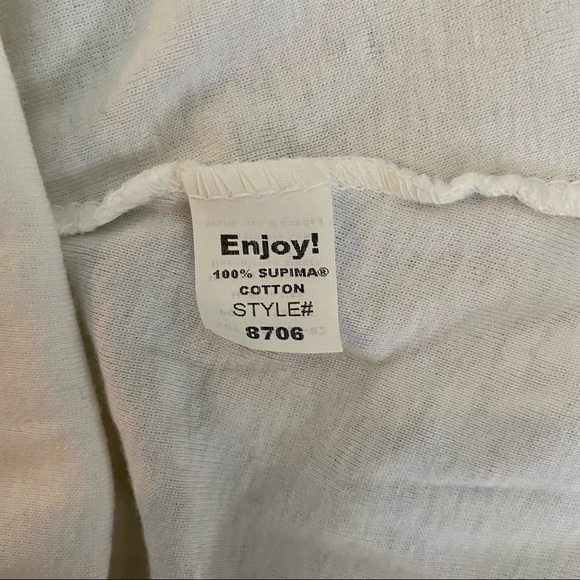 Enjoy!
100% SUPIMA®
COTTON
STYLE#
8706